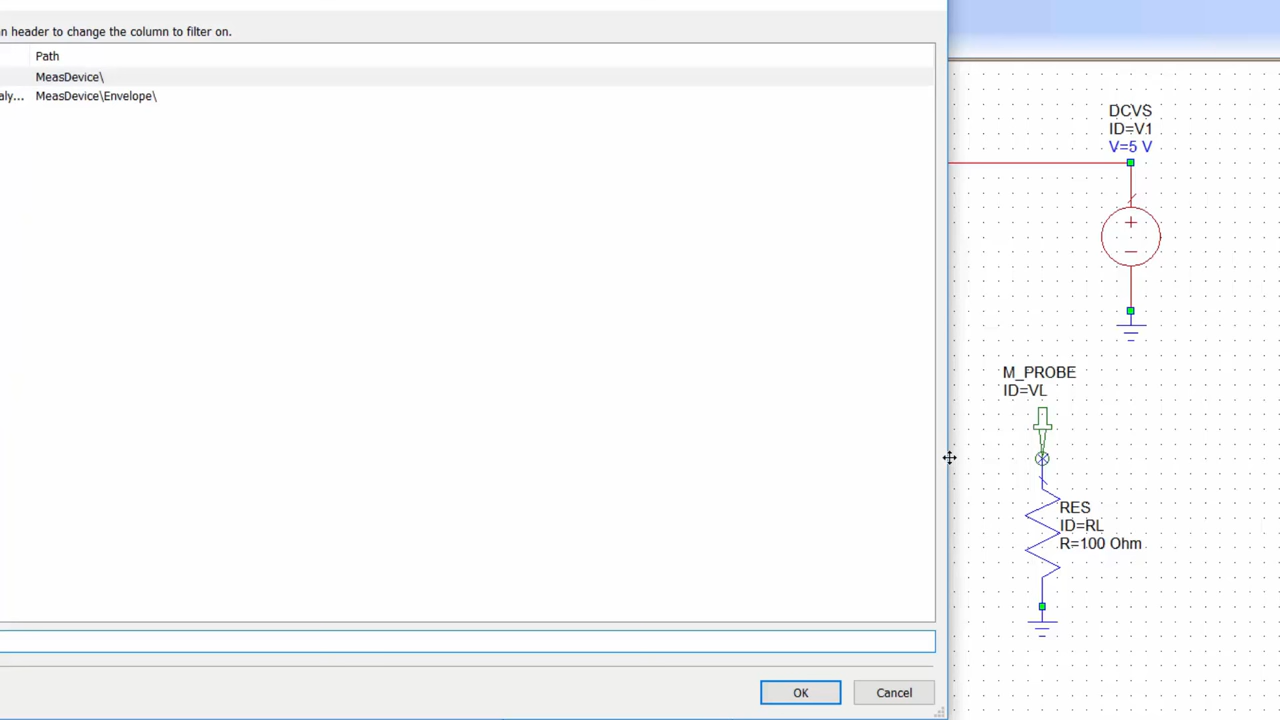 n header to change the column to filter on.
Path
MeasDevice\
aly... MeasDevice\Envelope\
OK
Cancel
DCVS
ID=V1
V=5 V
M_PROBE
ID=VL
RES
ID=RL
R=100 Ohm